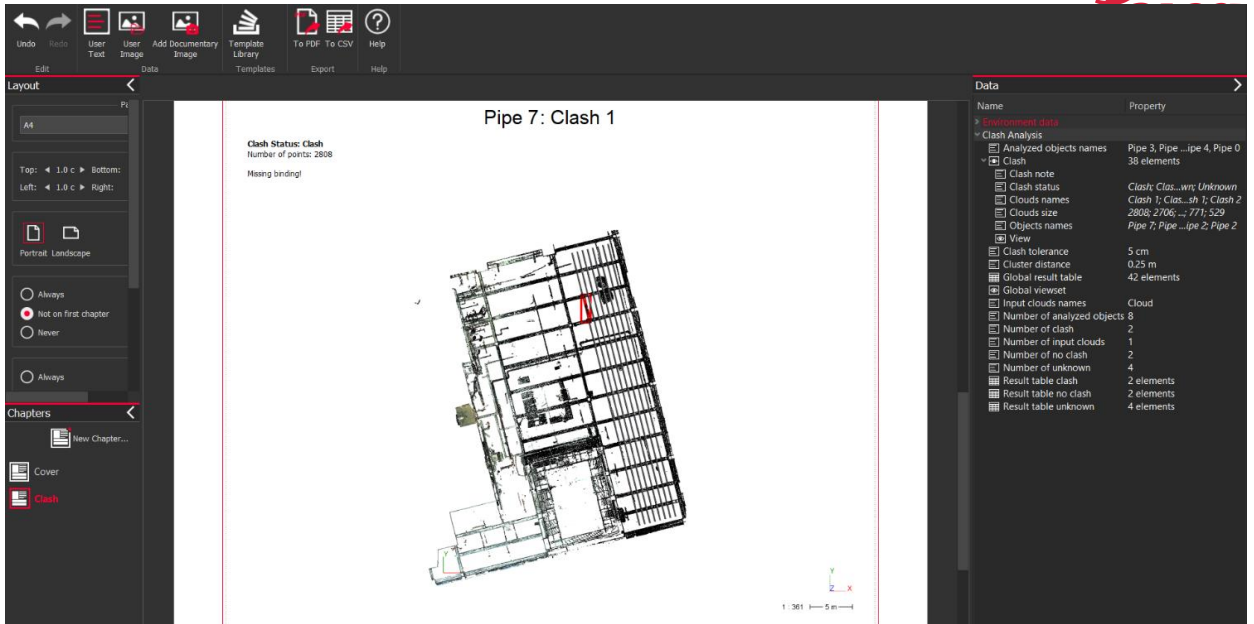 Undo
Redo
User Text
User Image
Add Documentary Image
Template Library
To PDF
To CSV
Help
Edit
Data
Templates
Export
Help
Layout
A4
Top: 1.0 c Bottom:
Left: 1.0 c Right:
Portrait Landscape
Always
Not on first chapter
Never
Always
Chapters
New Chapter...
Cover
Clash
Pipe 7: Clash 1
Clash Status: Clash
Number of points: 2808
Missing binding!
Y
Y
Z X
1 : 361 5 m
Data
Name Property
Environment data
Clash Analysis
Analyzed objects names Pipe 3, Pipe ...ipe 4, Pipe 0
Clash 38 elements
Clash note
Clash status Clash; Clas...wn; Unknown
Clouds names Clash 1; Clas...sh 1; Clash 2
Clouds size 2808; 2706; ...; 771; 529
Objects names Pipe 7; Pipe ...ipe 2; Pipe 2
View
Clash tolerance 5 cm
Cluster distance 0.25 m
Global result table 42 elements
Global viewset
Input clouds names Cloud
Number of analyzed objects 8
Number of clash 2
Number of input clouds 1
Number of no clash 2
Number of unknown 4
Result table clash 2 elements
Result table no clash 2 elements
Result table unknown 4 elements